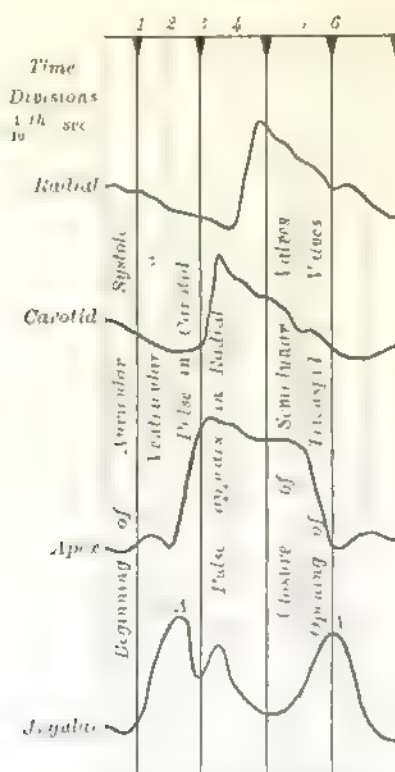 1 2 3 4 6
Time
Divisions
1/10 th sec
Radial
Carotid
Apex
Jugular
Beginning of Auricular Systole
Ventricular "
Pulse in Carotid
Pulse appears in Radial
Closure of Semilunar Valves
Opening of Tricuspid Valves